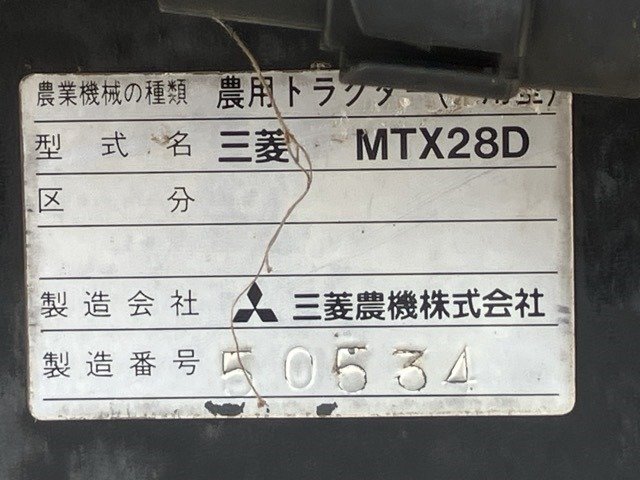 農業機械の種類 農用トラクター(
型式名 三菱 MTX28D
区分
製造会社 三菱農機株式会社
製造番号 50534